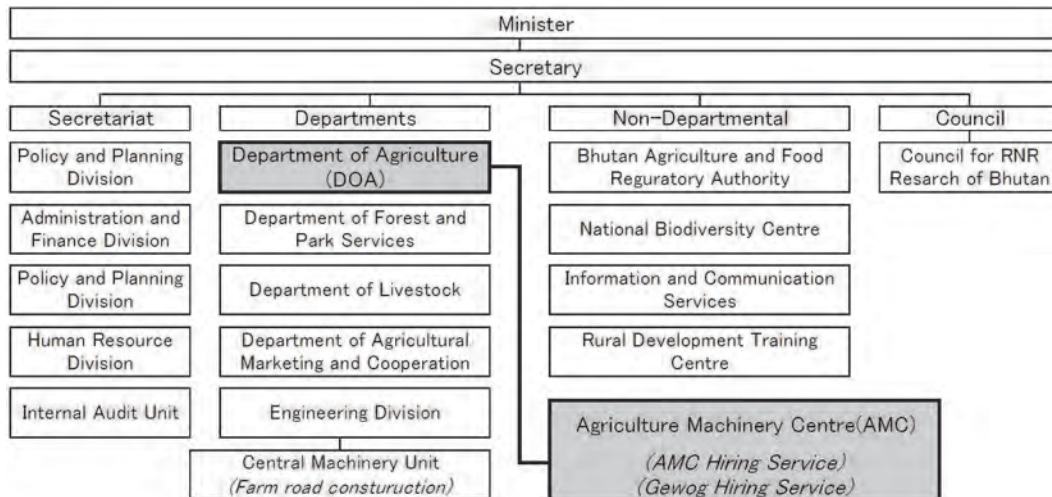 Minister
Secretary
Secretariat
Departments
Non-Departmental
Council
Policy and Planning
Division
Administration and
Finance Division
Policy and Planning
Division
Human Resource
Division
Internal Audit Unit
Department of Agriculture
(DOA)
Department of Forest and
Park Services
Department of Livestock
Department of Agricultural
Marketing and Cooperation
Engineering Division
Central Machinery Unit
(Farm road consturuction)
Bhutan Agriculture and Food
Reguratory Authority
National Biodiversity Centre
Information and Communication
Services
Rural Development Training
Centre
Agriculture Machinery Centre(AMC)
(AMC Hiring Service)
(Gewog Hiring Service)
Council for RNR
Resarch of Bhutan